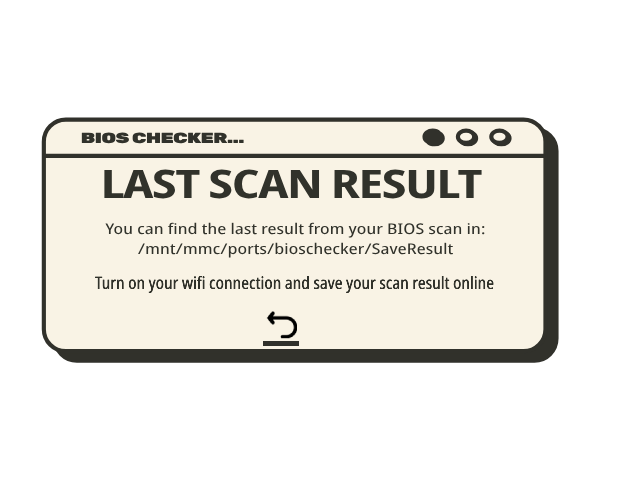 BIOS CHECKER...
LAST SCAN RESULT
You can find the last result from your BIOS scan in:
/mnt/mmc/ports/bioschecker/SaveResult
Turn on your wifi connection and save your scan result online